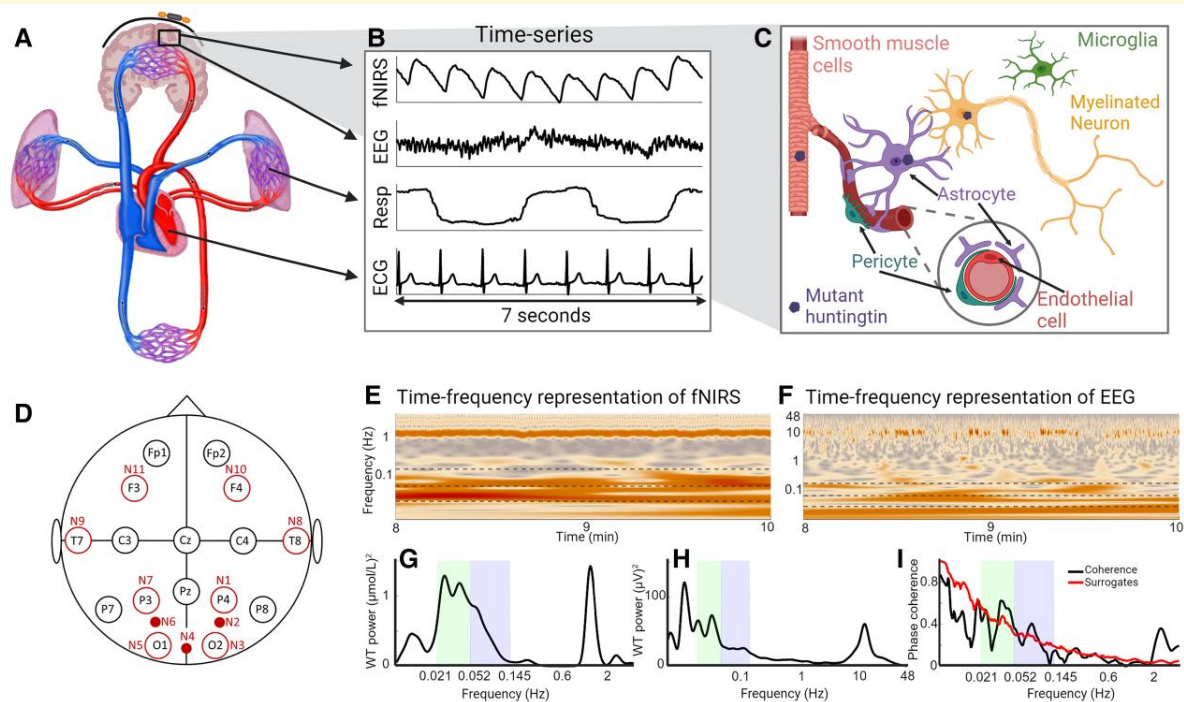 A
B
Time-series
fNIRS
EEG
Resp
ECG
7 seconds
C
Smooth muscle
cells
Microglia
Myelinated
Neuron
Astrocyte
Pericyte
Mutant
huntingtin
Endothelial
cell
D
Fp1
Fp2
N11
N10
F3
F4
N9
N8
T7
C3
Cz
C4
T8
Pz
N7
N1
P7
P3
P4
P8
N6
N2
N5
O1
N4
O2
N3
E Time-frequency representation of fNIRS
Frequency (Hz)
1
0.1
8
9
10
Time (min)
F Time-frequency representation of EEG
48
10
1
0.1
8
9
10
Time (min)
G
WT power (μmol/L)²
1
0
0.021 0.052 0.145 0.6 2
Frequency (Hz)
H
WT power (μV)²
100
0
0.1 1 10 48
Frequency (Hz)
I
Coherence
Surrogates
Phase coherence
0.8
0.4
0
0.021 0.052 0.145 0.6 2
Frequency (Hz)